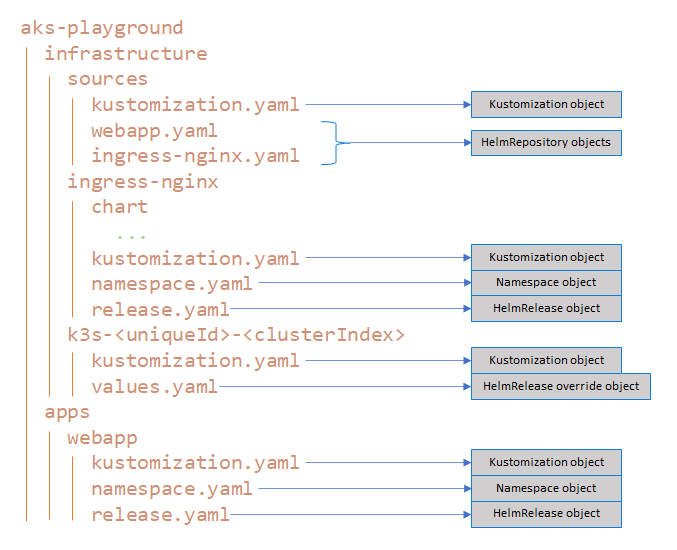 aks-playground
infrastructure
sources
kustomization.yaml Kustomization object
webapp.yaml
ingress-nginx.yaml HelmRepository objects
ingress-nginx
chart
...
kustomization.yaml Kustomization object
namespace.yaml Namespace object
release.yaml HelmRelease object
k3s-<uniqueId>-<clusterIndex>
kustomization.yaml Kustomization object
values.yaml HelmRelease override object
apps
webapp
kustomization.yaml Kustomization object
namespace.yaml Namespace object
release.yaml HelmRelease object